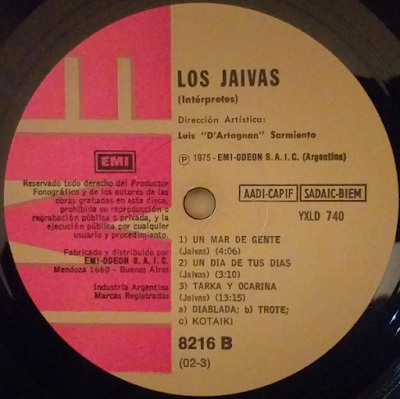 LOS JAIVAS
(Intérpretes)
Dirección Artística:
Luis "D'Artagnan" Sarmiento
Ⓟ 1975 - EMI-ODEON S.A.I.C. (Argentina)
EMI
Reservado todo derecho del Productor
Fonográfico y de los autores de las
obras grabadas en este disco,
prohibida su reproducción o
regrabación pública o privada, y la
ejecución pública por cualquier
usuario y procedimiento.
Fabricado y distribuido por
EMI-ODEON S.A.I.C.
Mendoza 1660 - Buenos Aires
Industria Argentina
Marcas Registradas
AADI-CAPIF SADAIC-BIEM
YXLD 740
1) UN MAR DE GENTE
(Jaivas) (4:06)
2) UN DIA DE TUS DIAS
(Jaivas) (3:10)
3) TARKA Y OCARINA
(Jaivas) (13:15)
a) DIABLADA; b) TROTE;
c) KOTAIKI
8216 B
(02-3)